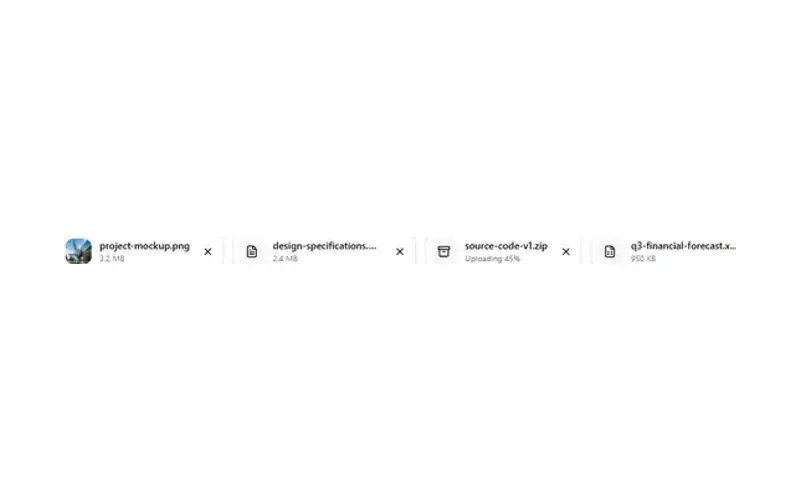 project-mockup.png
3.2 MB
design-specifications....
2.4 MB
source-code-v1.zip
Uploading 45%
q3-financial-forecast.x...
950 KB